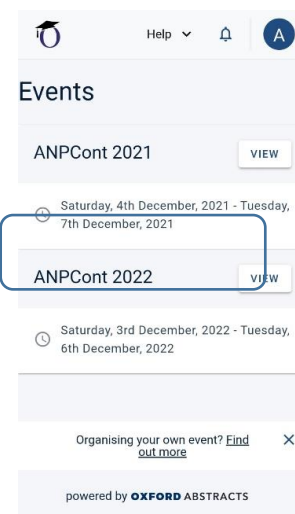 Help
A
Events
ANPCont 2021
VIEW
Saturday, 4th December, 2021 - Tuesday,
7th December, 2021
ANPCont 2022
VIEW
Saturday, 3rd December, 2022 - Tuesday,
6th December, 2022
Organising your own event? Find
out more
powered by OXFORD ABSTRACTS